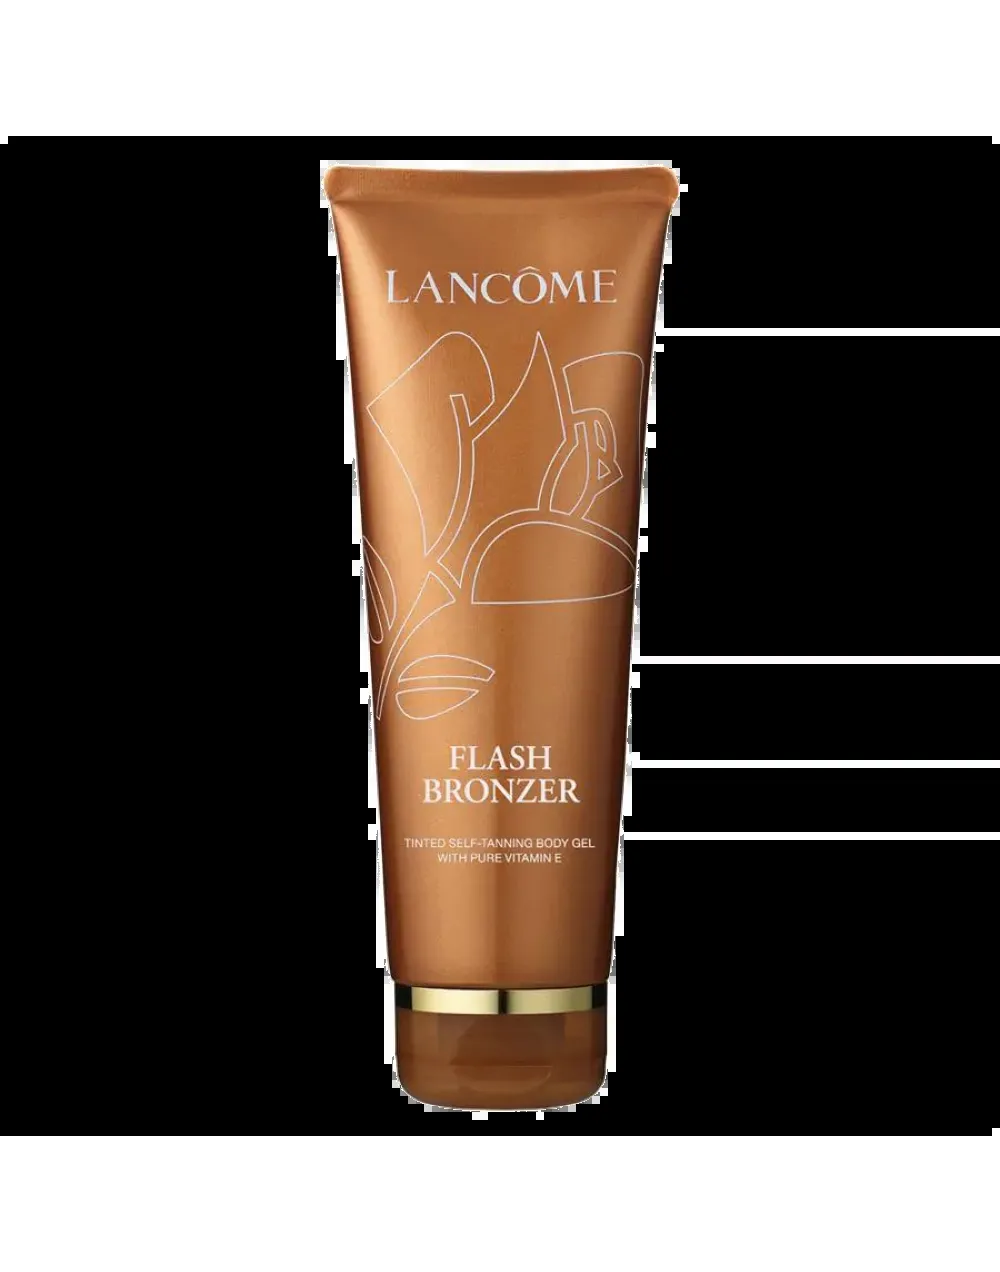 LANCÔME
FLASH
BRONZER
TINTED SELF-TANNING BODY GEL
WITH PURE VITAMIN E